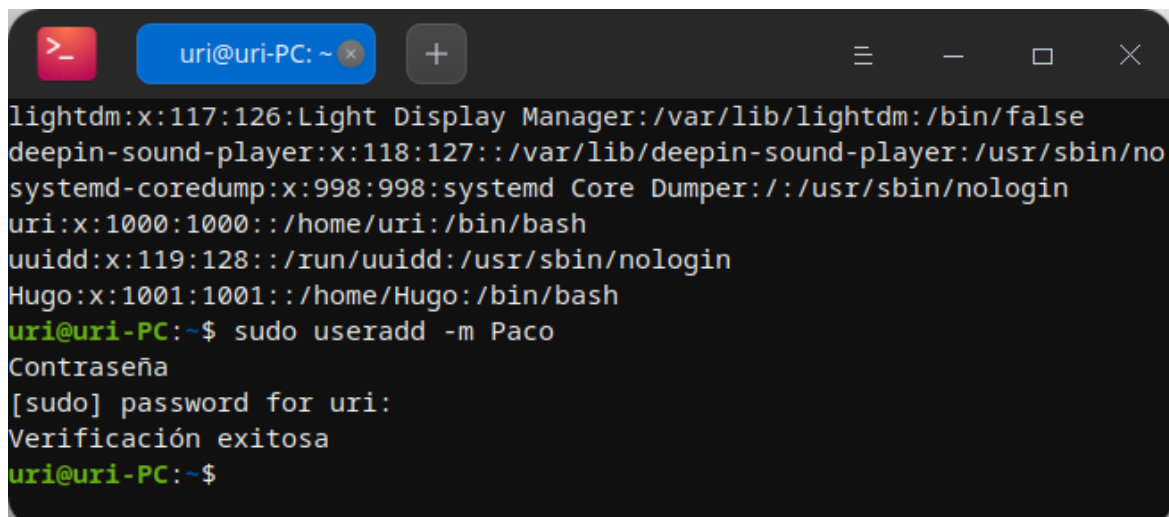 uri@uri-PC: ~
lightdm:x:117:126:Light Display Manager:/var/lib/lightdm:/bin/false
deepin-sound-player:x:118:127::/var/lib/deepin-sound-player:/usr/sbin/no
systemd-coredump:x:998:998:systemd Core Dumper:/:/usr/sbin/nologin
uri:x:1000:1000::/home/uri:/bin/bash
uuidd:x:119:128::/run/uuidd:/usr/sbin/nologin
Hugo:x:1001:1001::/home/Hugo:/bin/bash
uri@uri-PC:~$ sudo useradd -m Paco
Contraseña
[sudo] password for uri:
Verificación exitosa
uri@uri-PC:~$